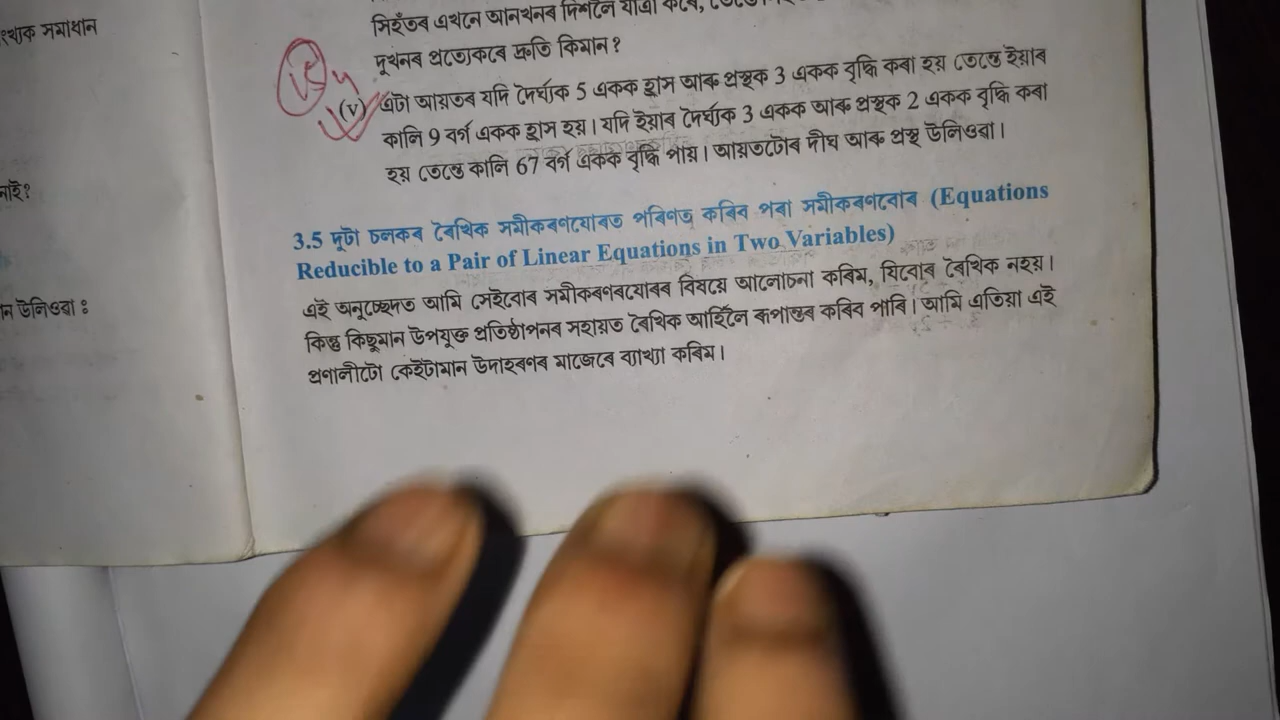 ংখ্যক সমাধান
নাই?
ন উলিওৱা ঃ
সিহঁতৰ এখনে আনখনৰ দিশলৈ যাত্ৰা কৰে,
দুখনৰ প্ৰত্যেকৰে দ্ৰুতি কিমান ?
(v) এটা আয়তৰ যদি দৈৰ্ঘ্যক 5 একক হ্ৰাস আৰু প্ৰস্থক 3 একক বৃদ্ধি কৰা হয় তেন্তে ইয়াৰ
কালি 9 বৰ্গ একক হ্ৰাস হয়। যদি ইয়াৰ দৈৰ্ঘ্যক 3 একক আৰু প্ৰস্থক 2 একক বৃদ্ধি কৰা
হয় তেন্তে কালি 67 বৰ্গ একক বৃদ্ধি পায়। আয়তটোৰ দীঘ আৰু প্ৰস্থ উলিওৱা।
3.5 দুটা চলকৰ ৰৈখিক সমীকৰণযোৰত পৰিণত কৰিব পৰা সমীকৰণবোৰ (Equations
Reducible to a Pair of Linear Equations in Two Variables)
এই অনুচ্ছেদত আমি সেইবোৰ সমীকৰণৰযোৰৰ বিষয়ে আলোচনা কৰিম, যিবোৰ ৰৈখিক নহয়।
কিন্তু কিছুমান উপযুক্ত প্ৰতিষ্ঠাপনৰ সহায়ত ৰৈখিক আৰ্হিলৈ ৰূপান্তৰ কৰিব পাৰি। আমি এতিয়া এই
প্ৰণালীটো কেইটামান উদাহৰণৰ মাজেৰে ব্যাখ্যা কৰিম।